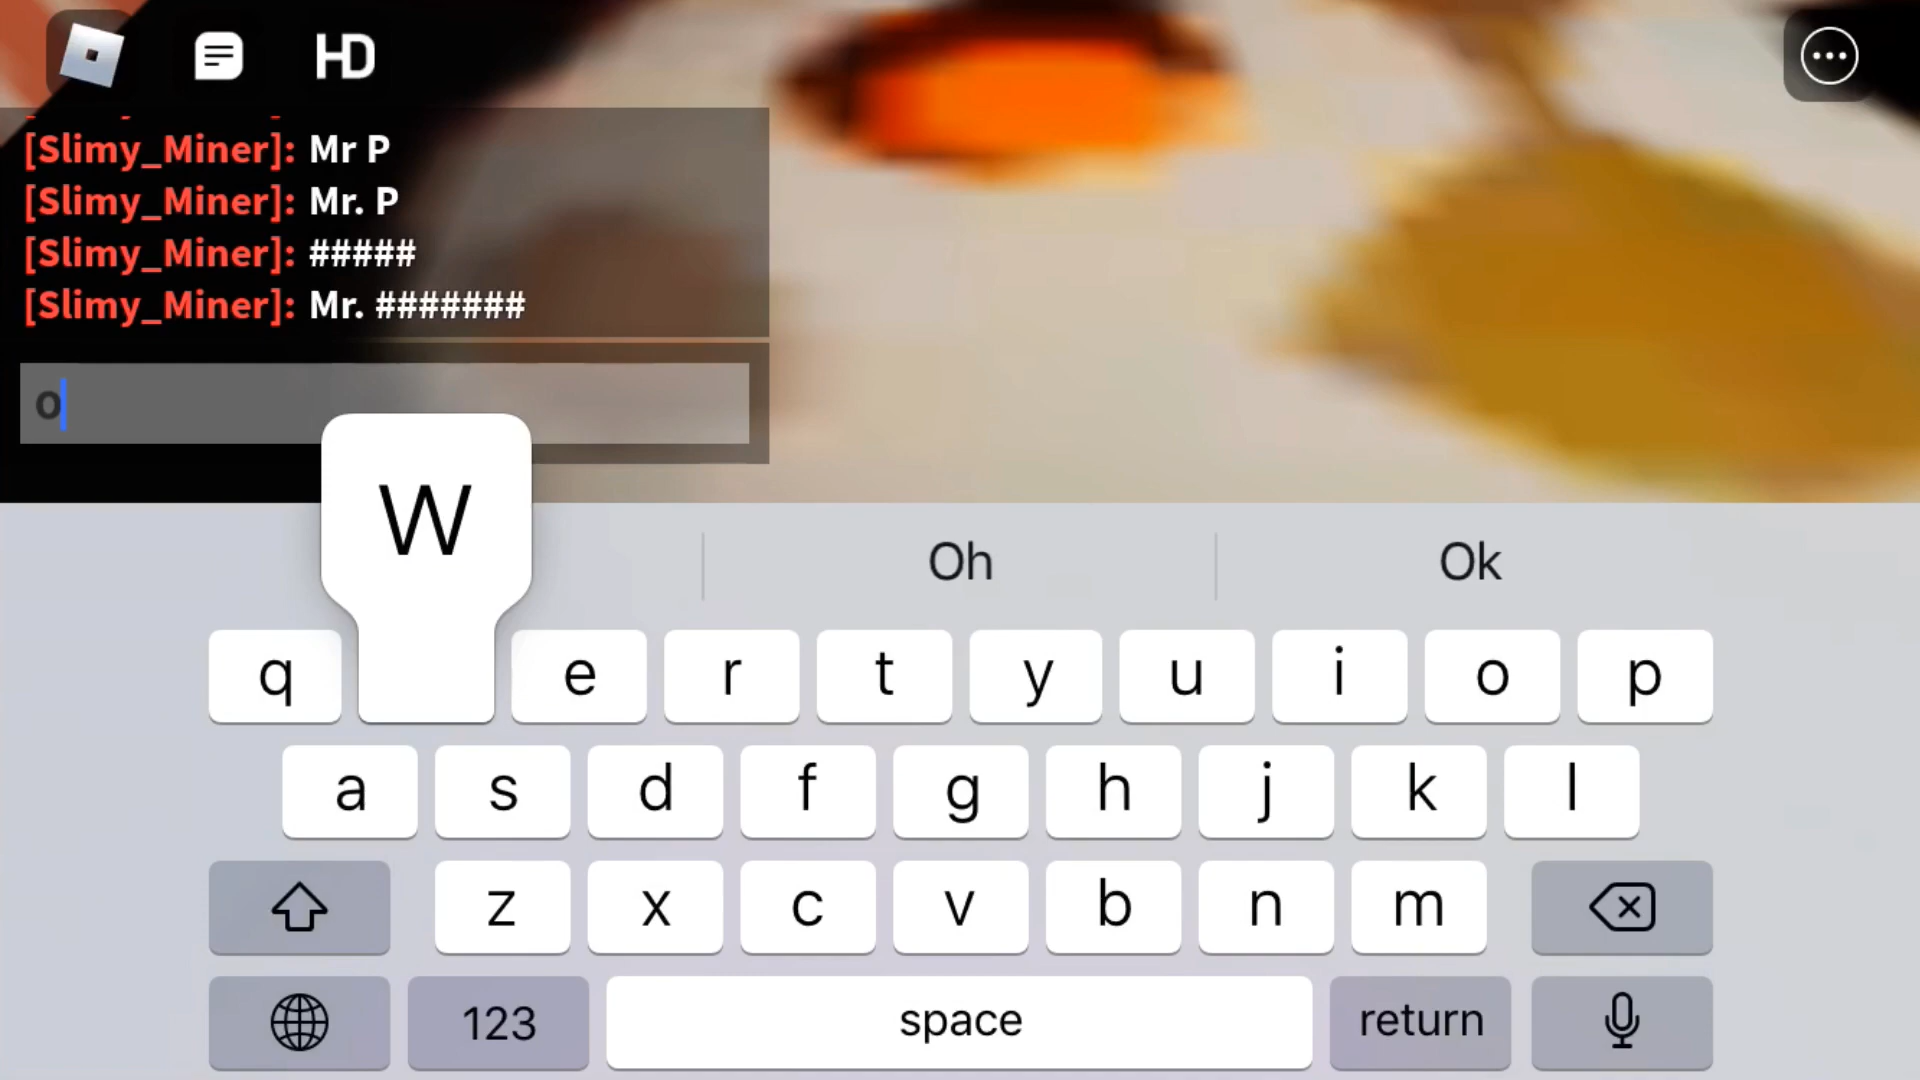 HD
[Slimy_Miner]: Mr P
[Slimy_Miner]: Mr. P
[Slimy_Miner]: #####
[Slimy_Miner]: Mr. #######
o
W
Oh
Ok
q e r t y u i o p
a s d f g h j k l
z x c v b n m
123 space return